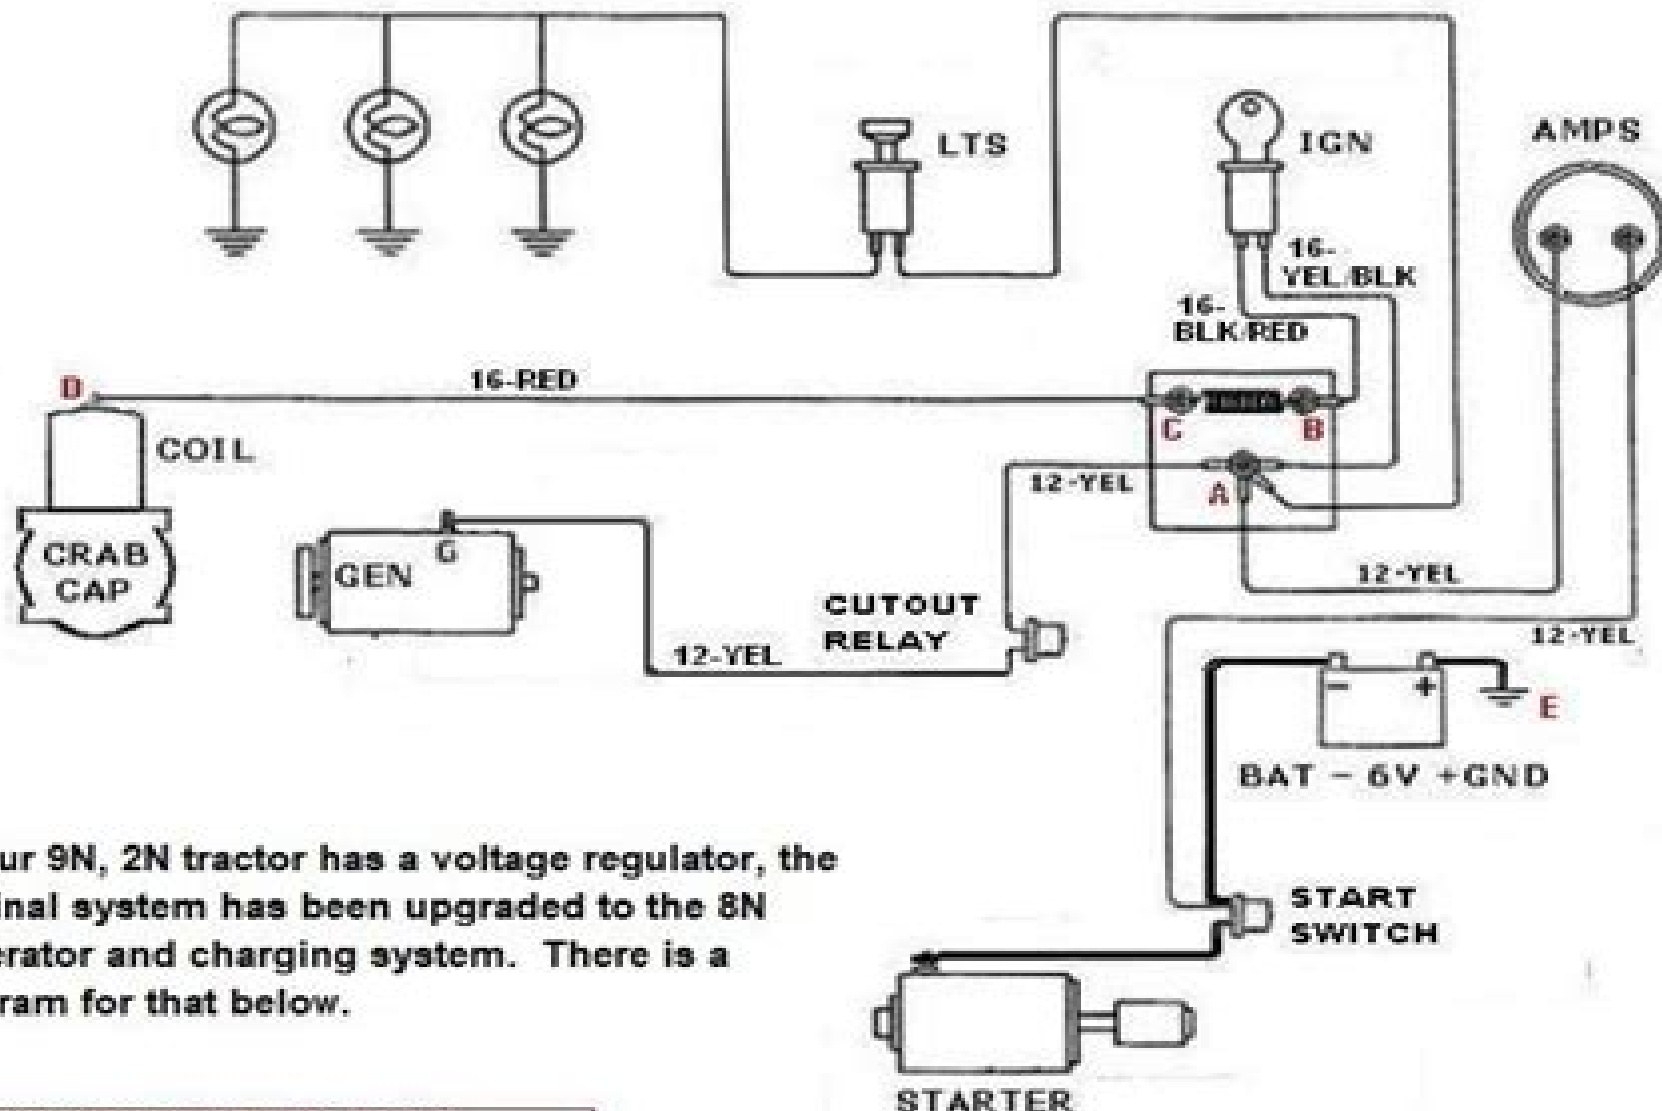 LTS
IGN
AMPS
16-
YEL/BLK
16-
BLK/RED
D
16-RED
C
B
COIL
12-YEL
A
CRAB
CAP
GEN
G
12-YEL
CUTOUT
RELAY
12-YEL
12-YEL
-
+
E
BAT - 6V +GND
ur 9N, 2N tractor has a voltage regulator, the
inal system has been upgraded to the 8N
erator and charging system. There is a
ram for that below.
START
SWITCH
STARTER